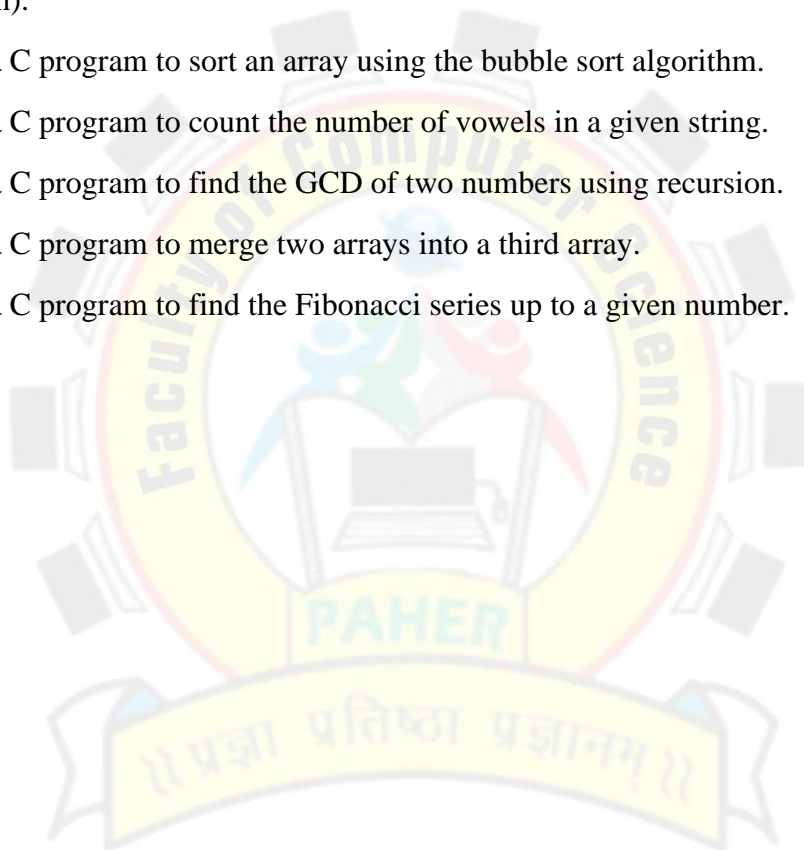 C program to sort an array using the bubble sort algorithm.
C program to count the number of vowels in a given string.
C program to find the GCD of two numbers using recursion.
C program to merge two arrays into a third array.
C program to find the Fibonacci series up to a given number.
Faculty of Computer Science
PAHER
॥ प्रज्ञा प्रतिष्ठा प्रज्ञानम् ॥